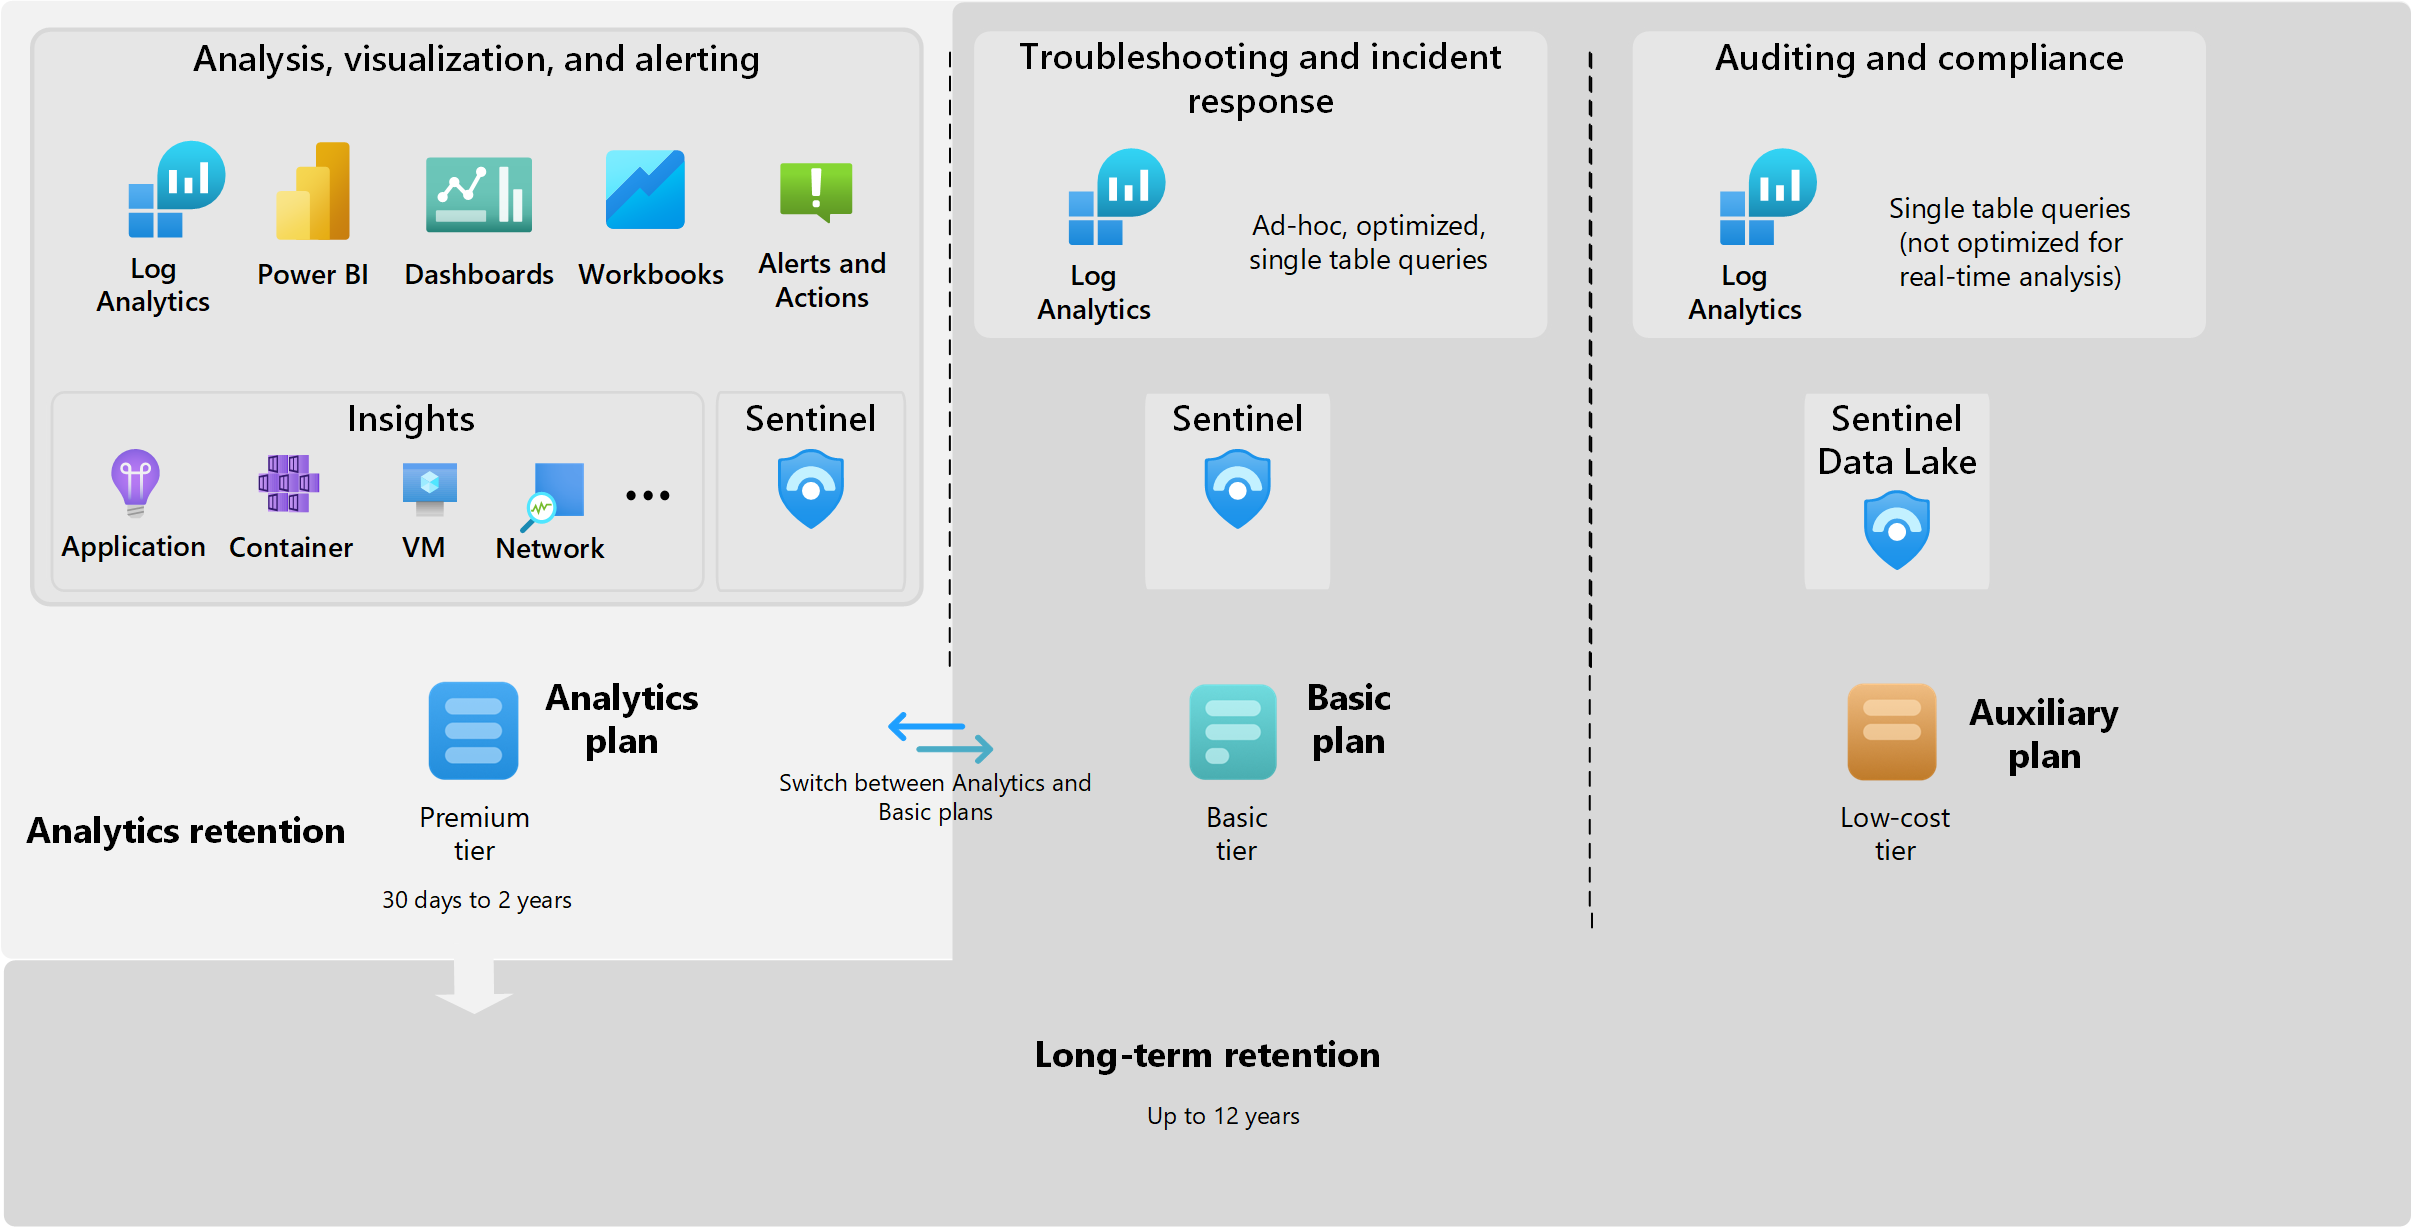 Analysis, visualization, and alerting
Log
Analytics
Power BI
Dashboards
Workbooks
Alerts and
Actions
Insights
Application
Container
VM
Network
Sentinel
Troubleshooting and incident
response
Log
Analytics
Ad-hoc, optimized,
single table queries
Sentinel
Auditing and compliance
Log
Analytics
Single table queries
(not optimized for
real-time analysis)
Sentinel
Data Lake
Analytics retention
Analytics
plan
Premium
tier
30 days to 2 years
Switch between Analytics and
Basic plans
Basic
plan
Basic
tier
Auxiliary
plan
Low-cost
tier
Long-term retention
Up to 12 years